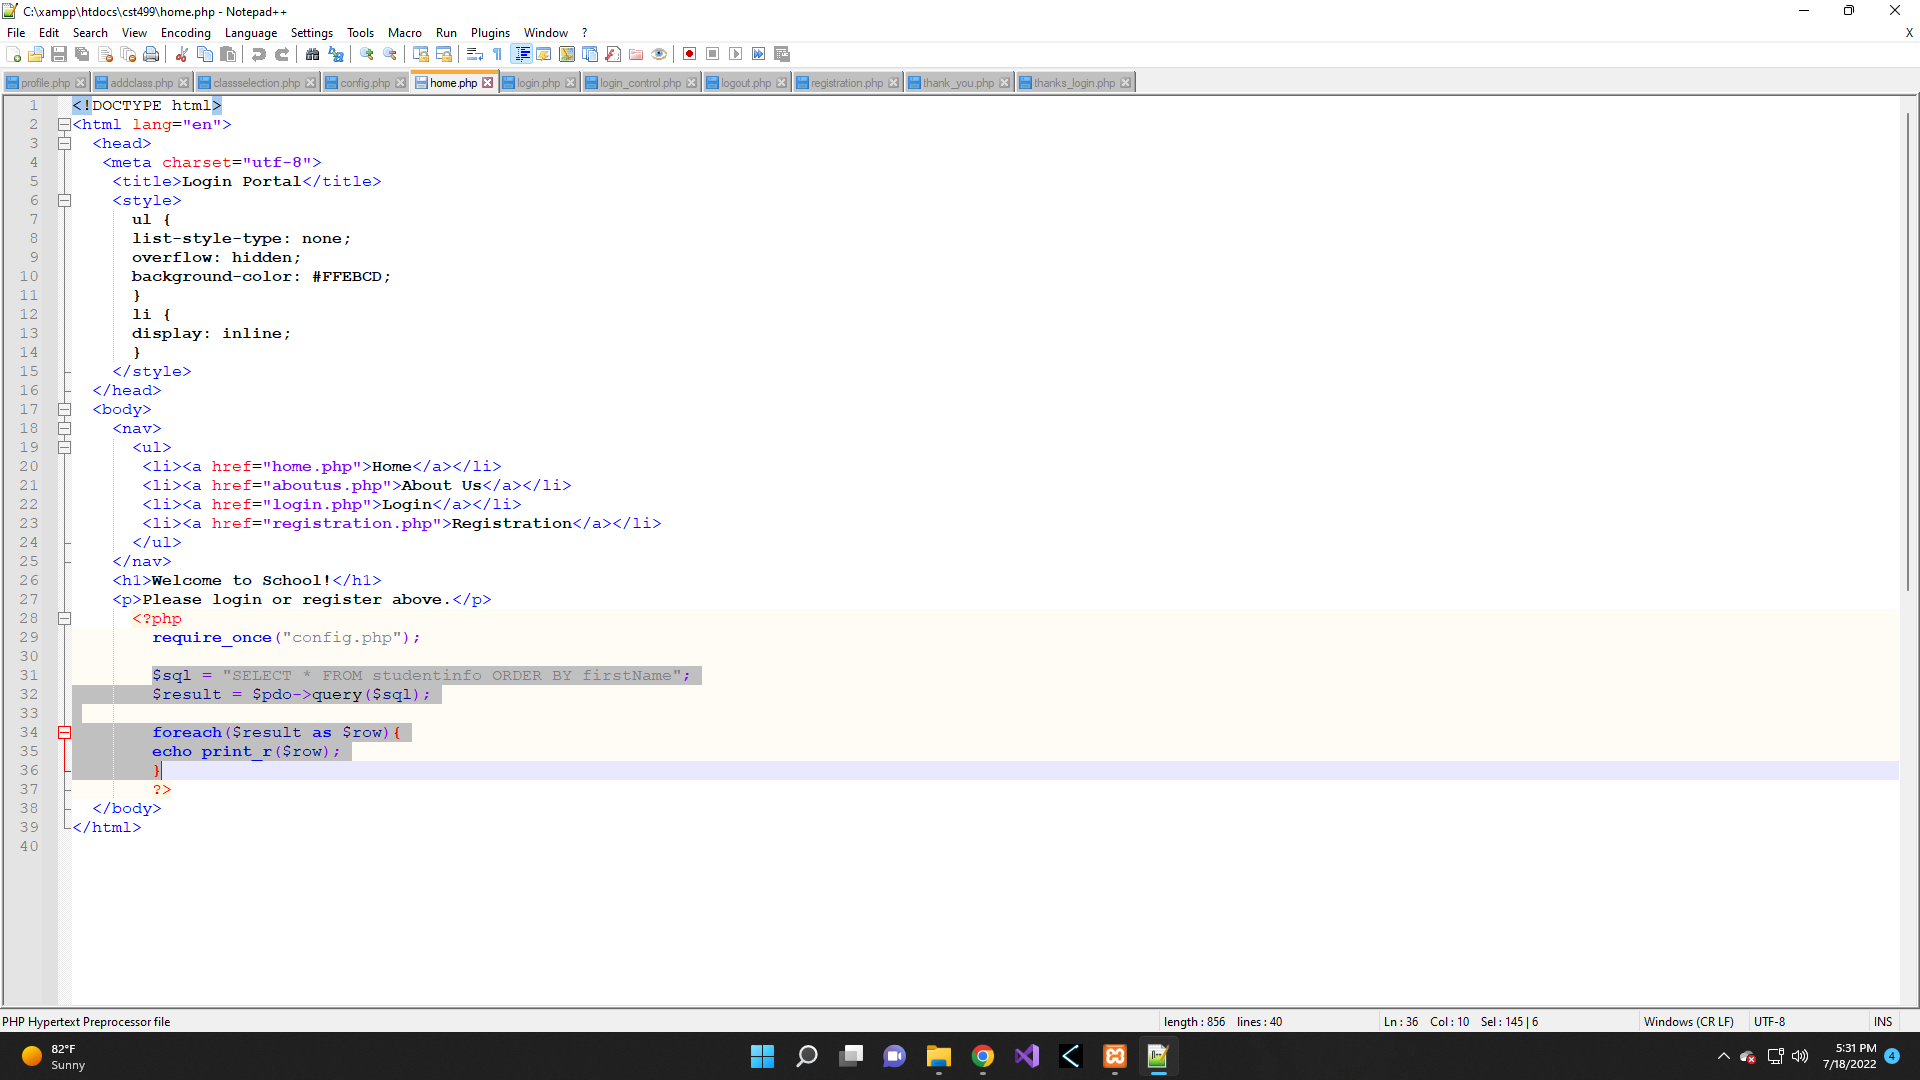 C:\xampp\htdocs\cst499\home.php - Notepad++
File Edit Search View Encoding Language Settings Tools Macro Run Plugins Window ? X
profile.php addclass.php classselection.php config.php home.php login.php login_control.php logout.php registration.php thank_you.php thanks_login.php
1 <!DOCTYPE html>
2 <html lang="en">
3 <head>
4 <meta charset="utf-8">
5 <title>Login Portal</title>
6 <style>
7 ul {
8 list-style-type: none;
9 overflow: hidden;
10 background-color: #FFEBCD;
11 }
12 li {
13 display: inline;
14 }
15 </style>
16 </head>
17 <body>
18 <nav>
19 <ul>
20 <li><a href="home.php">Home</a></li>
21 <li><a href="aboutus.php">About Us</a></li>
22 <li><a href="login.php">Login</a></li>
23 <li><a href="registration.php">Registration</a></li>
24 </ul>
25 </nav>
26 <h1>Welcome to School!</h1>
27 <p>Please login or register above.</p>
28 <?php
29 require_once("config.php");
30
31 $sql = "SELECT * FROM studentinfo ORDER BY firstName";
32 $result = $pdo->query($sql);
33
34 foreach($result as $row){
35 echo print_r($row);
36 }
37 ?>
38 </body>
39 </html>
40
PHP Hypertext Preprocessor file length : 856 lines : 40 Ln : 36 Col : 10 Sel : 145 | 6 Windows (CR LF) UTF-8 INS
82°F
Sunny
5:31 PM
7/18/2022
4